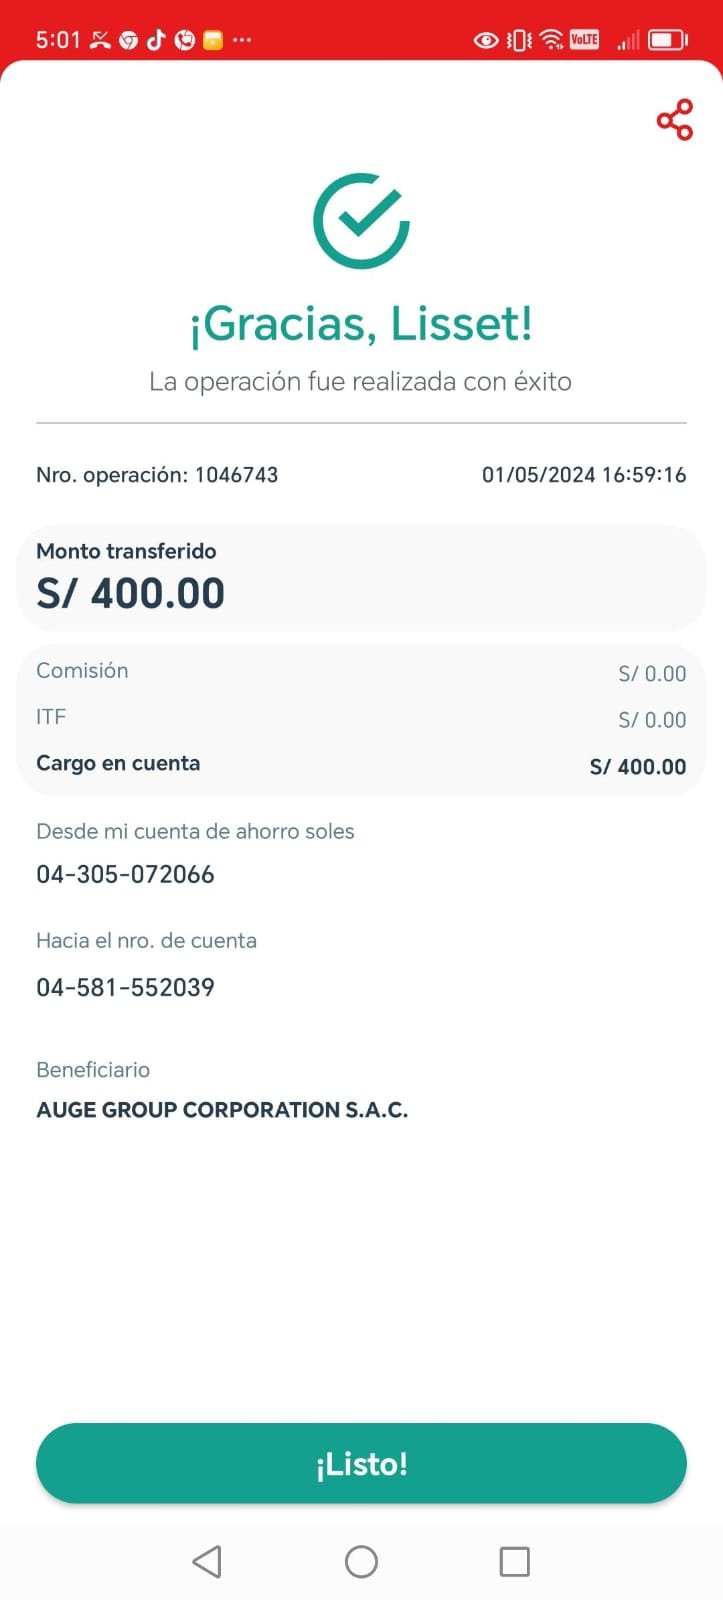 5:01 ...
VoLTE
¡Gracias, Lisset!
La operación fue realizada con éxito
Nro. operación: 1046743 01/05/2024 16:59:16
Monto transferido
S/ 400.00
Comisión S/ 0.00
ITF S/ 0.00
Cargo en cuenta S/ 400.00
Desde mi cuenta de ahorro soles
04-305-072066
Hacia el nro. de cuenta
04-581-552039
Beneficiario
AUGE GROUP CORPORATION S.A.C.
¡Listo!